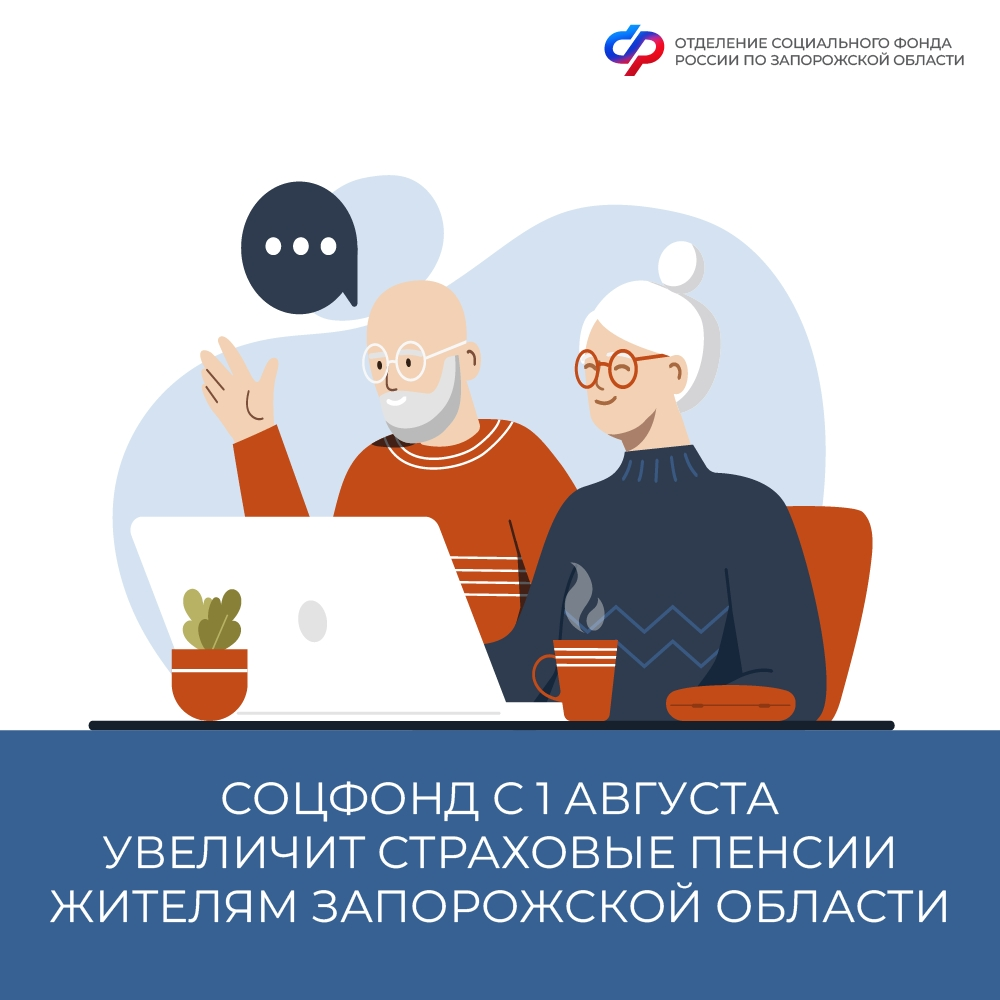 ОТДЕЛЕНИЕ СОЦИАЛЬНОГО ФОНДА
РОССИИ ПО ЗАПОРОЖСКОЙ ОБЛАСТИ
СОЦФОНД С 1 АВГУСТА
УВЕЛИЧИТ СТРАХОВЫЕ ПЕНСИИ
ЖИТЕЛЯМ ЗАПОРОЖСКОЙ ОБЛАСТИ